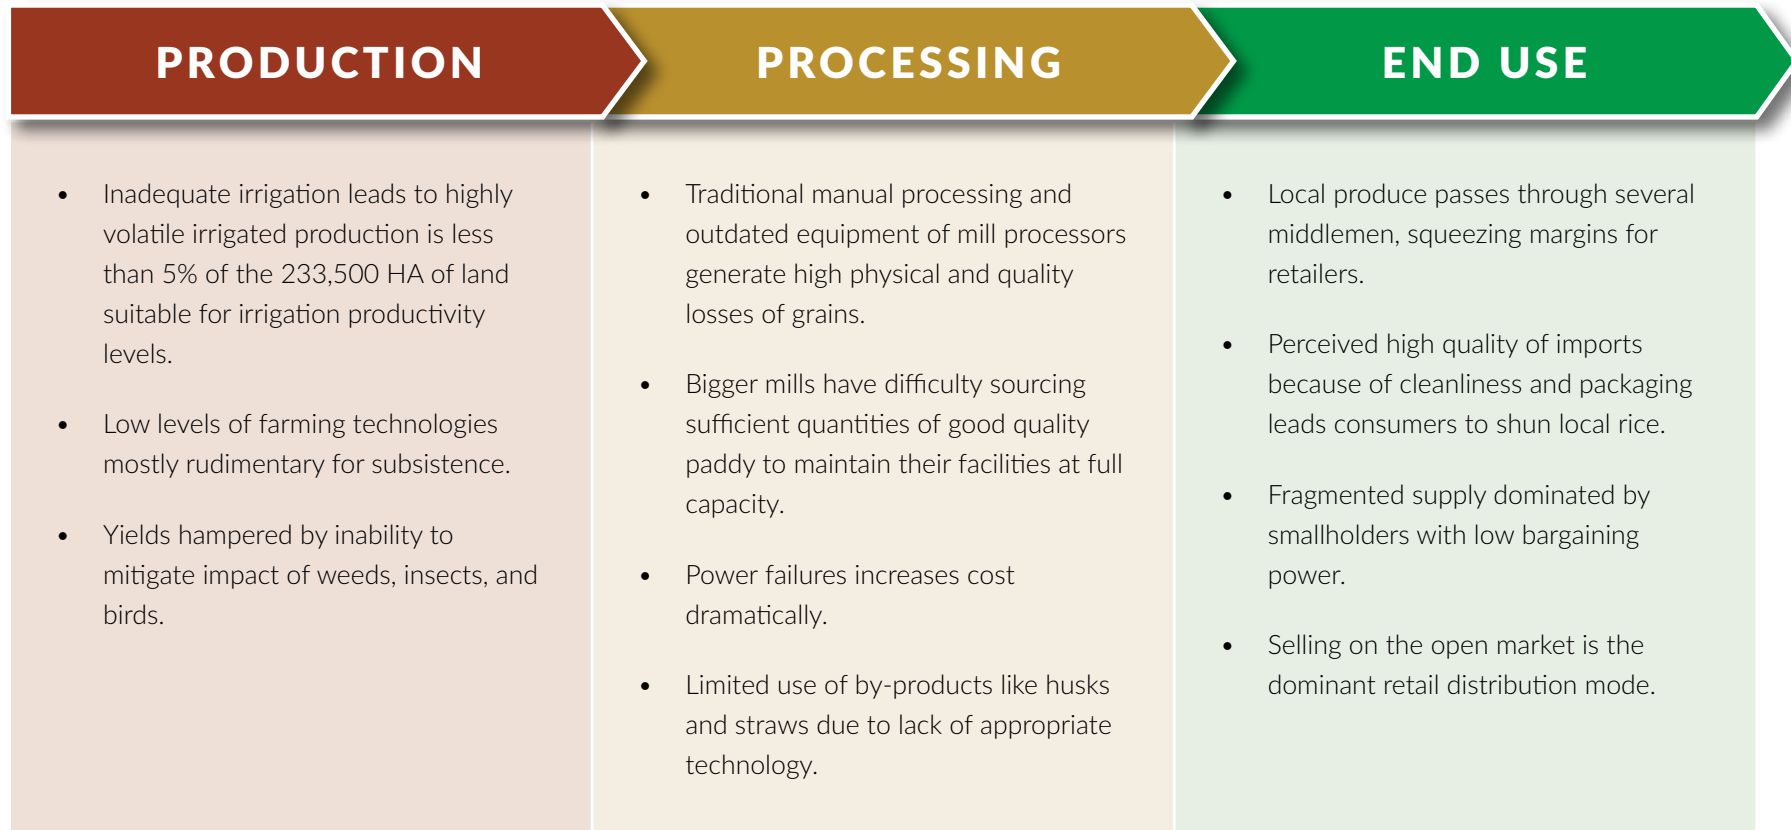 PRODUCTION
PROCESSING
END USE
• Inadequate irrigation leads to highly
volatile irrigated production is less
than 5% of the 233,500 HA of land
suitable for irrigation productivity
levels.
• Low levels of farming technologies
mostly rudimentary for subsistence.
• Yields hampered by inability to
mitigate impact of weeds, insects, and
birds.
• Traditional manual processing and
outdated equipment of mill processors
generate high physical and quality
losses of grains.
• Bigger mills have difficulty sourcing
sufficient quantities of good quality
paddy to maintain their facilities at full
capacity.
• Power failures increases cost
dramatically.
• Limited use of by-products like husks
and straws due to lack of appropriate
technology.
• Local produce passes through several
middlemen, squeezing margins for
retailers.
• Perceived high quality of imports
because of cleanliness and packaging
leads consumers to shun local rice.
• Fragmented supply dominated by
smallholders with low bargaining
power.
• Selling on the open market is the
dominant retail distribution mode.